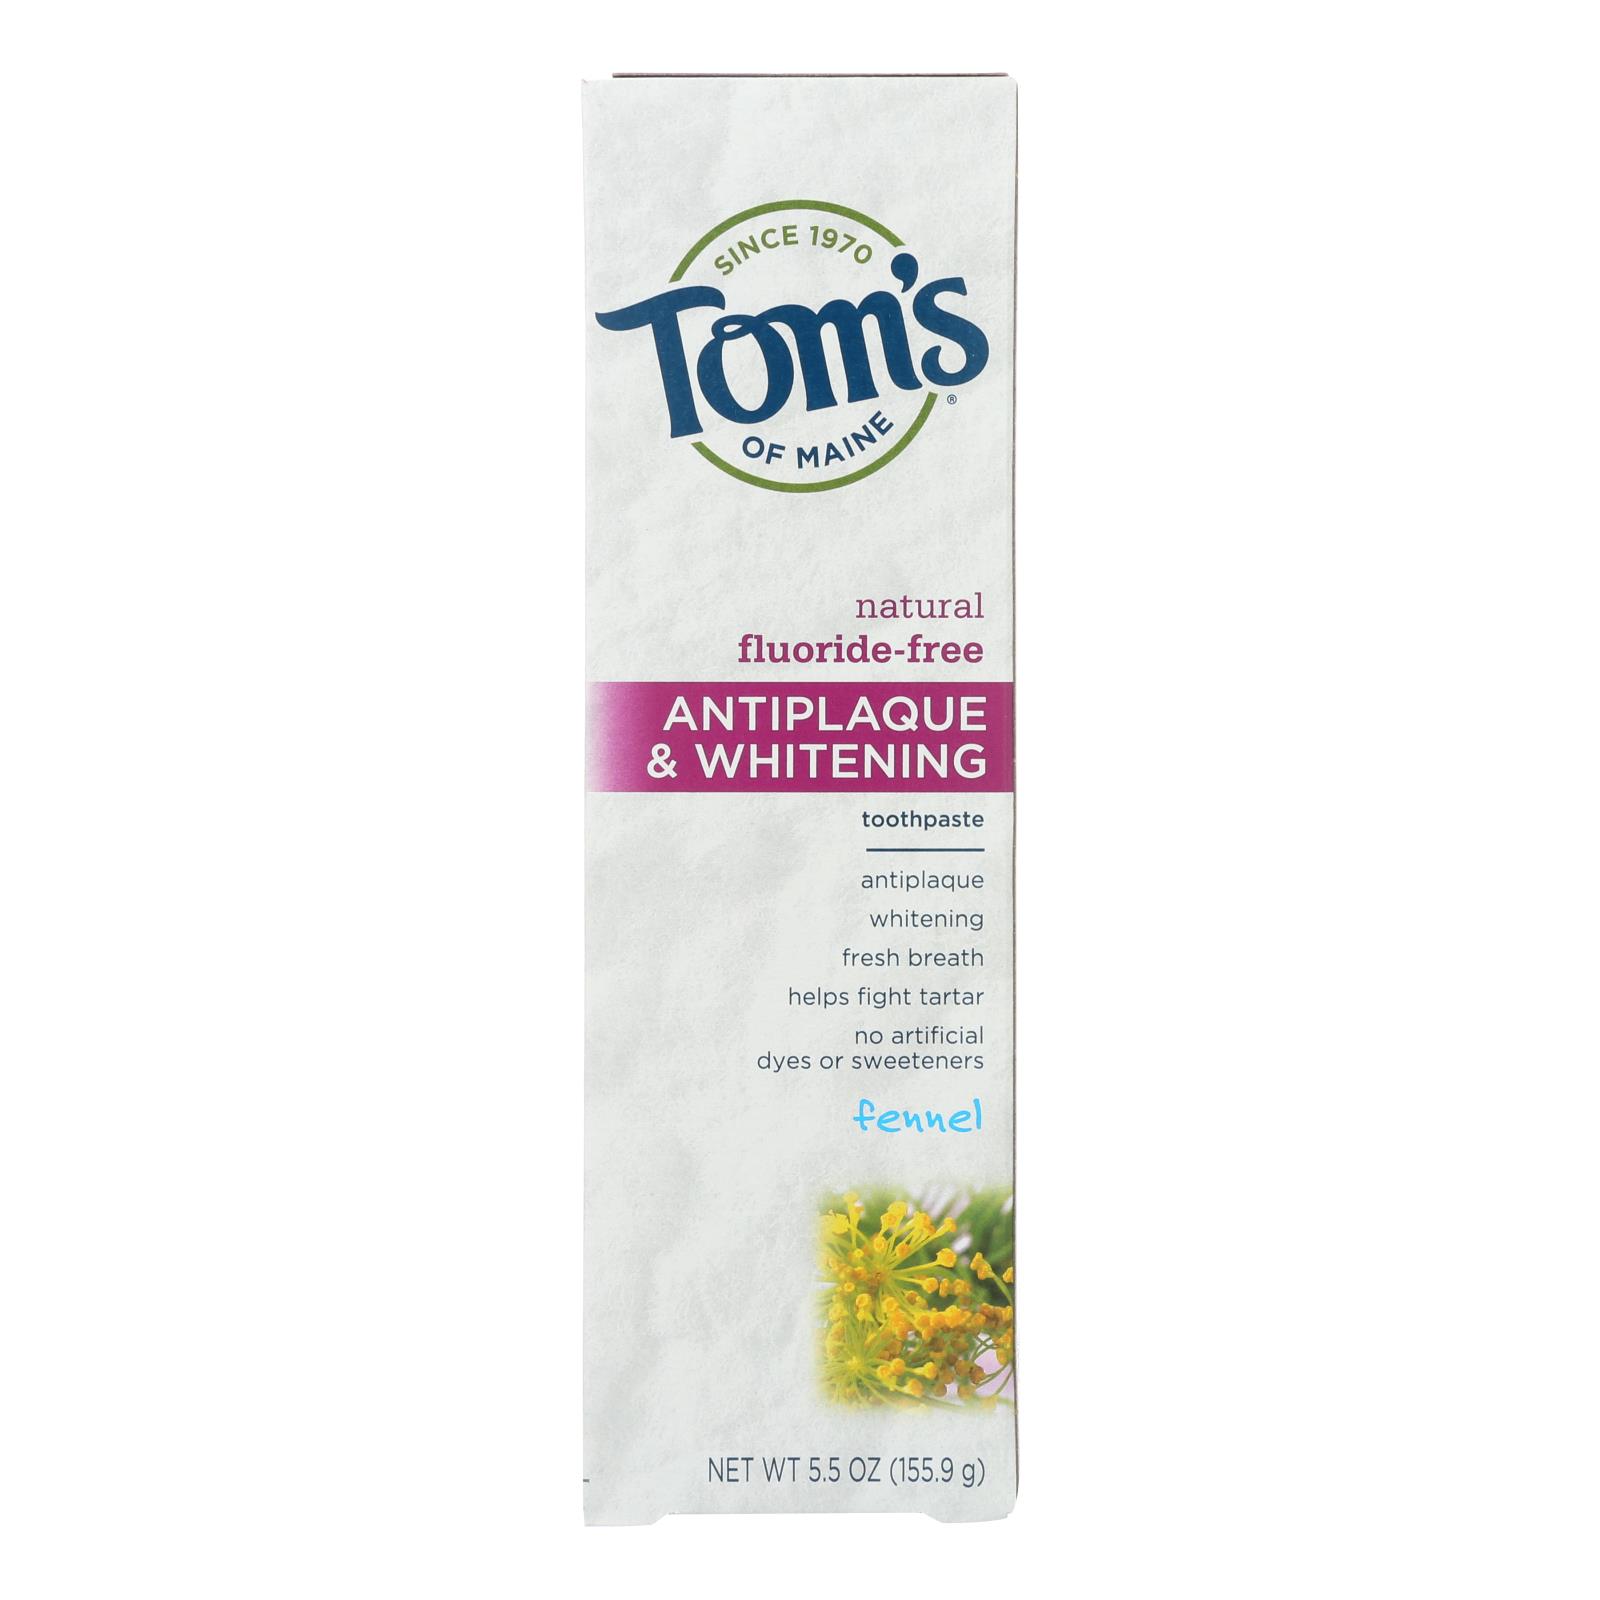 SINCE 1970
Tom's
®
OF MAINE
natural
fluoride-free
ANTIPLAQUE
& WHITENING
toothpaste
antiplaque
whitening
fresh breath
helps fight tartar
no artificial
dyes or sweeteners
fennel
NET WT 5.5 OZ (155.9 g)